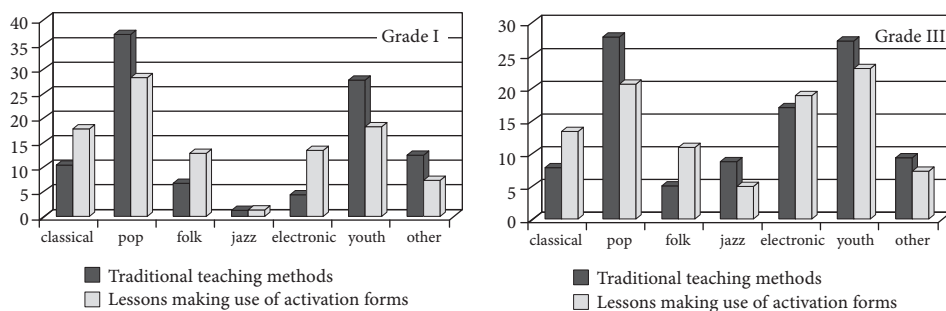 40
35
30
25
20
15
10
5
0
Grade I
classical pop folk jazz electronic youth other
Traditional teaching methods
Lessons making use of activation forms
30
25
20
15
10
5
0
Grade III
classical pop folk jazz electronic youth other
Traditional teaching methods
Lessons making use of activation forms